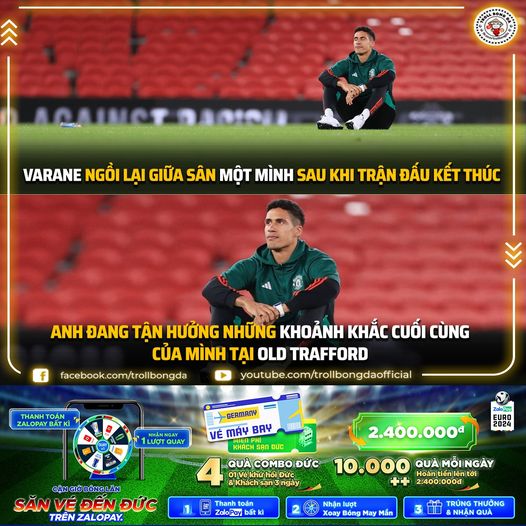 TROLL BÓNG ĐÁ
AGAINST
VARANE NGỒI LẠI GIỮA SÂN MỘT MÌNH SAU KHI TRẬN ĐẤU KẾT THÚC
ANH ĐANG TẬN HƯỞNG NHỮNG KHOẢNH KHẮC CUỐI CÙNG
CỦA MÌNH TẠI OLD TRAFFORD
facebook.com/trollbongda
youtube.com/trollbongdaofficial
THANH TOÁN
ZALOPAY BẤT KÌ
NHẬN NGAY
1 LƯỢT QUAY
CẬN GIỜ BÓNG LĂN
SĂN VÉ ĐẾN ĐỨC
TRÊN ZALOPAY.
GERMANY
VÉ MÁY BAY
MIỄN PHÍ
KHÁCH SẠN ĐỨC
2.400.000đ
ZaloPay
EURO
2024
4 QUÀ COMBO ĐỨC
01 Vé khứ hồi Đức
& Khách sạn 3 ngày
10.000++ QUÀ MỖI NGÀY
Hoàn tiền lên tới
2.400.000đ
1 Thanh toán
ZaloPay bất kì
2 Nhận lượt
Xoay Bóng May Mắn
3 TRÚNG THƯỞNG
& NHẬN QUÀ